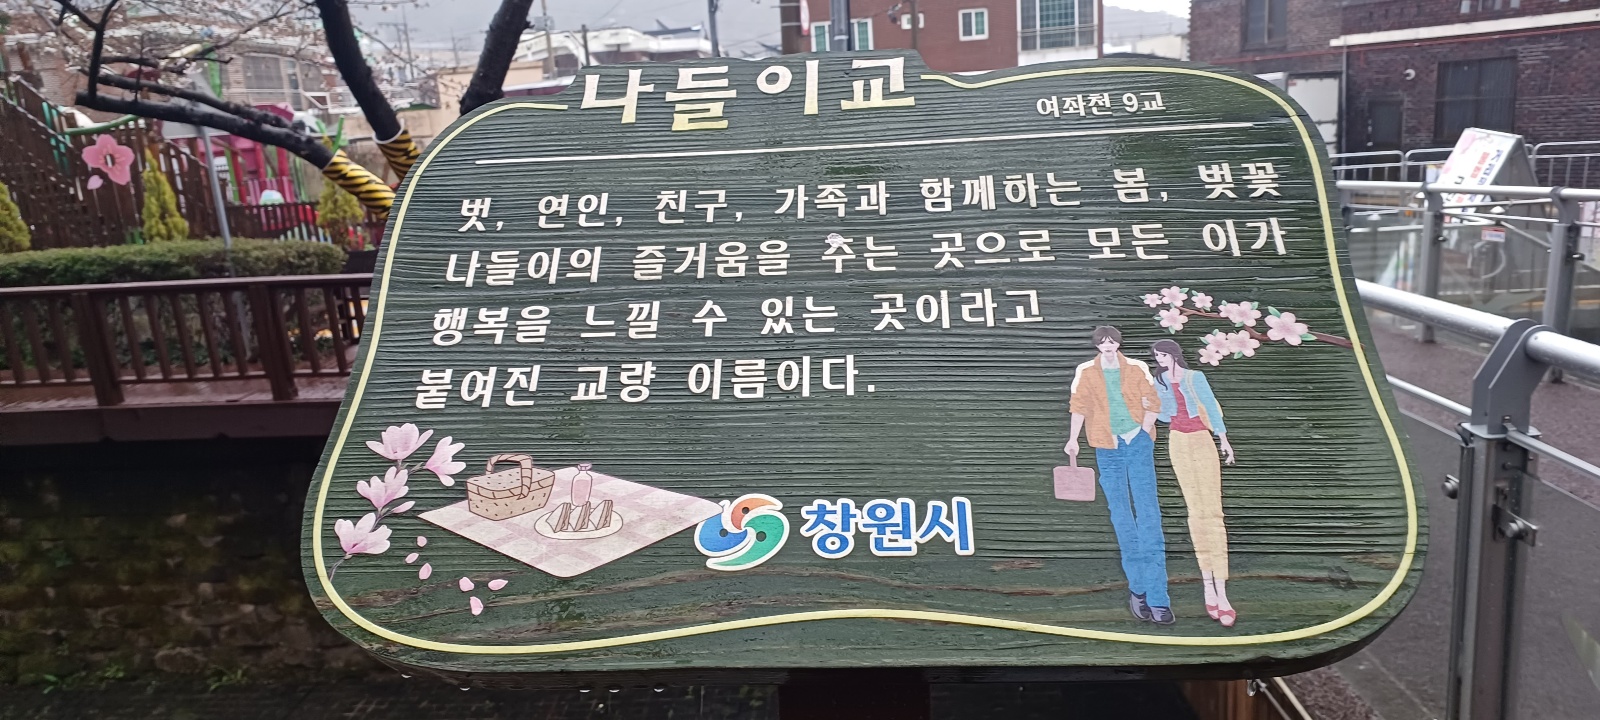 나들이교
여좌천 9교
벗, 연인, 친구, 가족과 함께하는 봄, 벚꽃
나들이의 즐거움을 주는 곳으로 모든 이가
행복을 느낄 수 있는 곳이라고
붙여진 교량 이름이다.
창원시